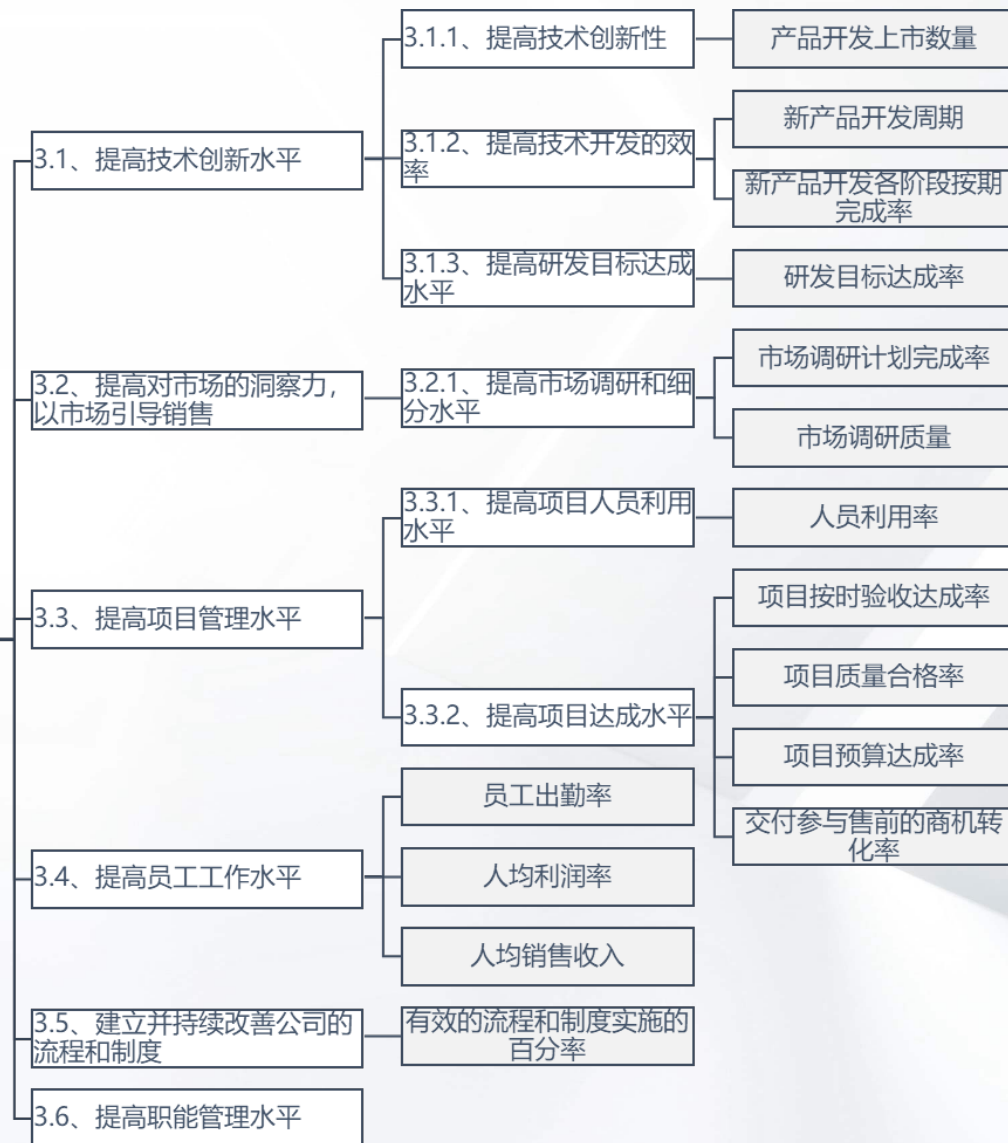 3.1、提高技术创新水平
3.1.1、提高技术创新性
产品开发上市数量
3.1.2、提高技术开发的效
率
新产品开发周期
新产品开发各阶段按期
完成率
3.1.3、提高研发目标达成
水平
研发目标达成率
3.2、提高对市场的洞察力，
以市场引导销售
3.2.1、提高市场调研和细
分水平
市场调研计划完成率
市场调研质量
3.3、提高项目管理水平
3.3.1、提高项目人员利用
水平
人员利用率
3.3.2、提高项目达成水平
项目按时验收达成率
项目质量合格率
项目预算达成率
交付参与售前的商机转
化率
3.4、提高员工工作水平
员工出勤率
人均利润率
人均销售收入
3.5、建立并持续改善公司的
流程和制度
有效的流程和制度实施的
百分率
3.6、提高职能管理水平